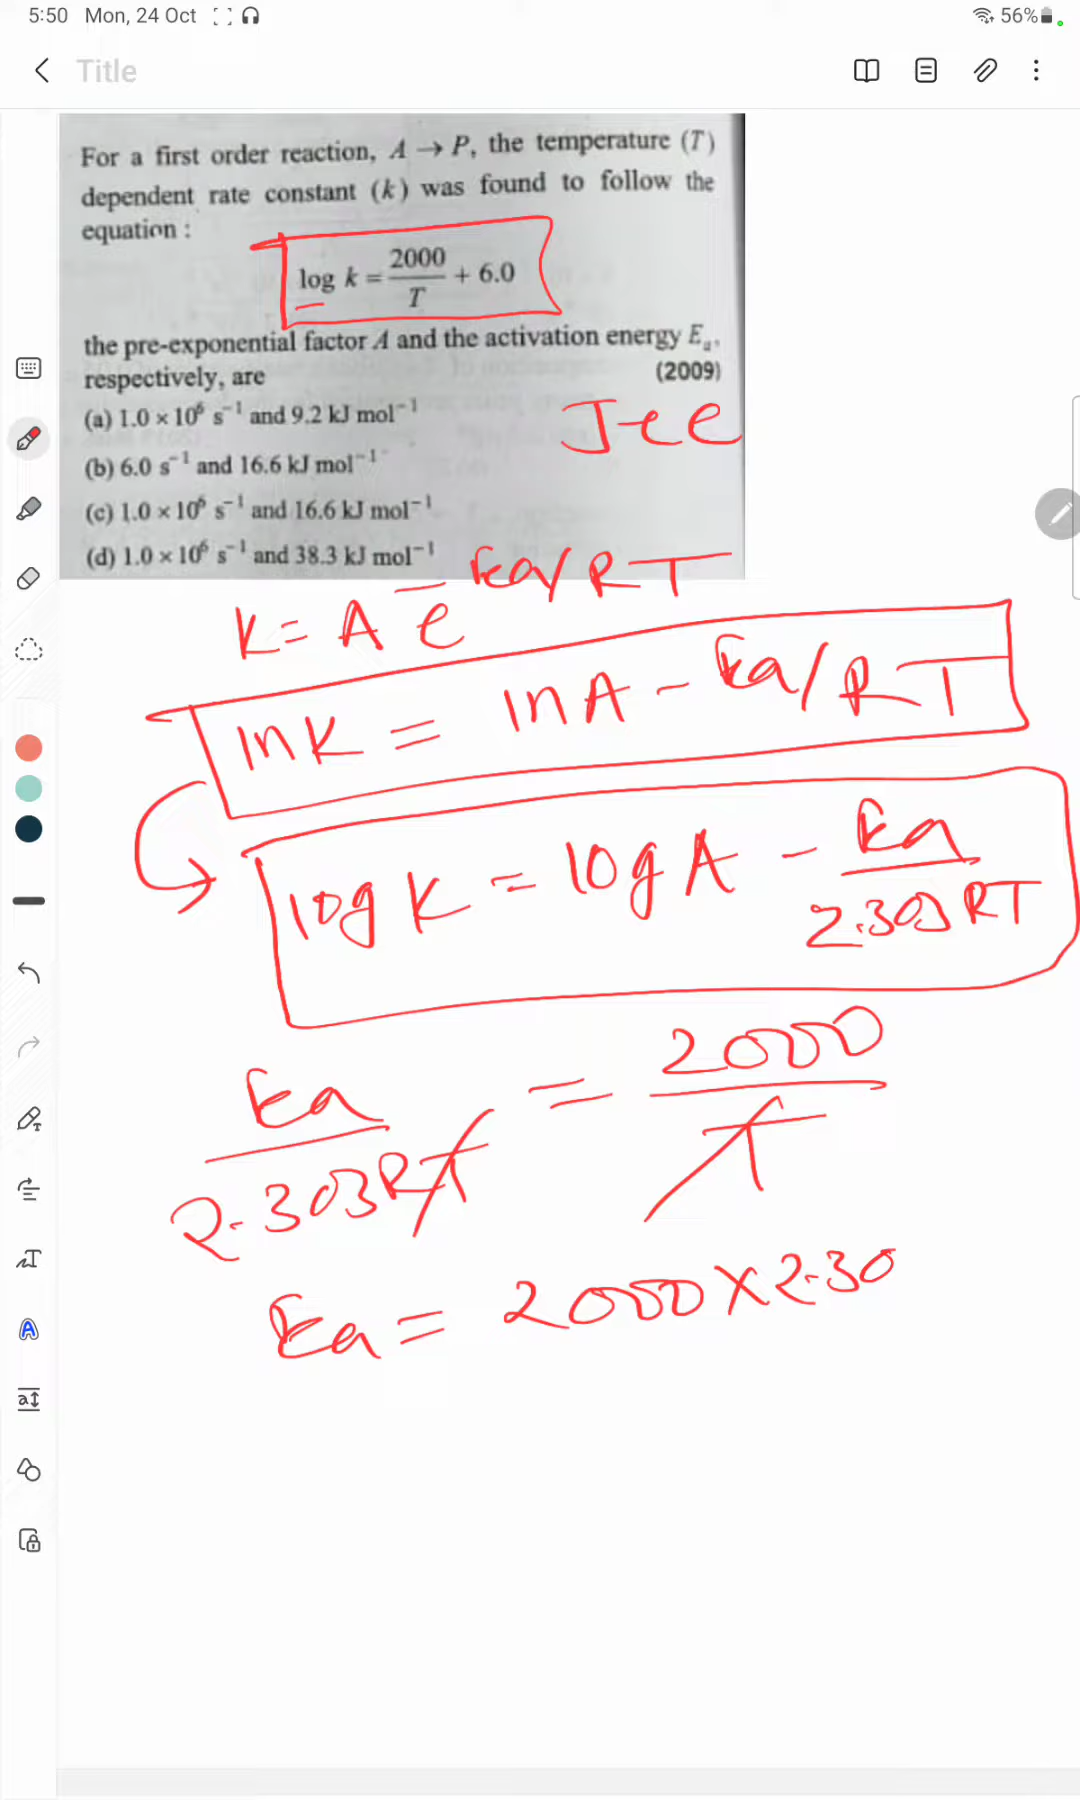 5:50 Mon, 24 Oct 56%
Title
For a first order reaction, A → P, the temperature (T)
dependent rate constant (k) was found to follow the
equation :
log k = 2000/T + 6.0
the pre-exponential factor A and the activation energy Eₐ,
respectively, are (2009)
(a) 1.0 × 10⁶ s⁻¹ and 9.2 kJ mol⁻¹
Jee
(b) 6.0 s⁻¹ and 16.6 kJ mol⁻¹
(c) 1.0 × 10⁶ s⁻¹ and 16.6 kJ mol⁻¹
(d) 1.0 × 10⁶ s⁻¹ and 38.3 kJ mol⁻¹
K = A e^-Ea/RT
lnK = lnA - Ea/RT
log K = log A - Ea/2.303RT
Ea/2.303RT = 2000/T
Ea = 2000 × 2.30